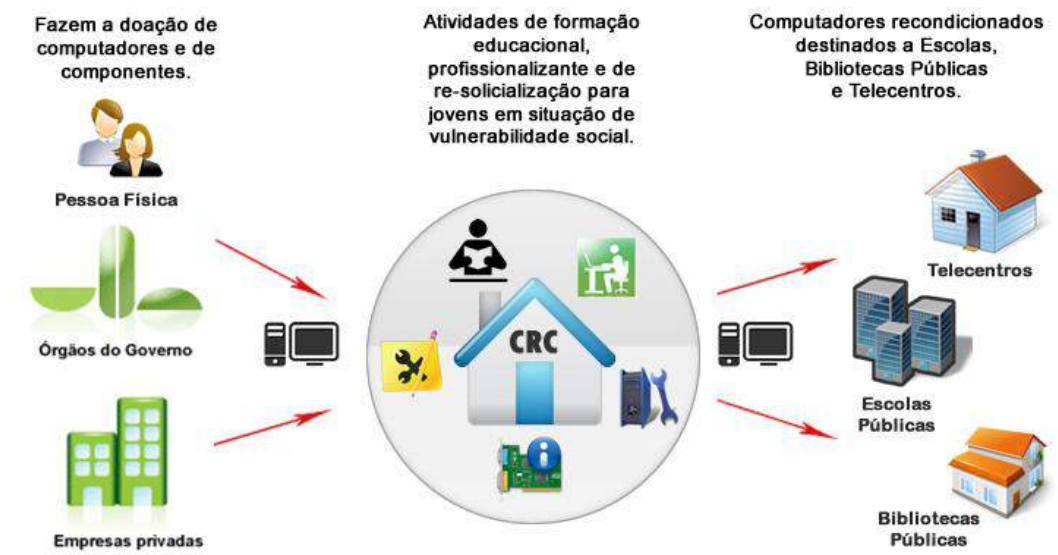 Fazem a doação de
computadores e de
componentes.
Pessoa Física
Órgãos do Governo
Empresas privadas
Atividades de formação
educacional,
profissionalizante e de
re-solicialização para
jovens em situação de
vulnerabilidade social.
CRC
Computadores recondicionados
destinados a Escolas,
Bibliotecas Públicas
e Telecentros.
Telecentros
Escolas
Públicas
Bibliotecas
Públicas